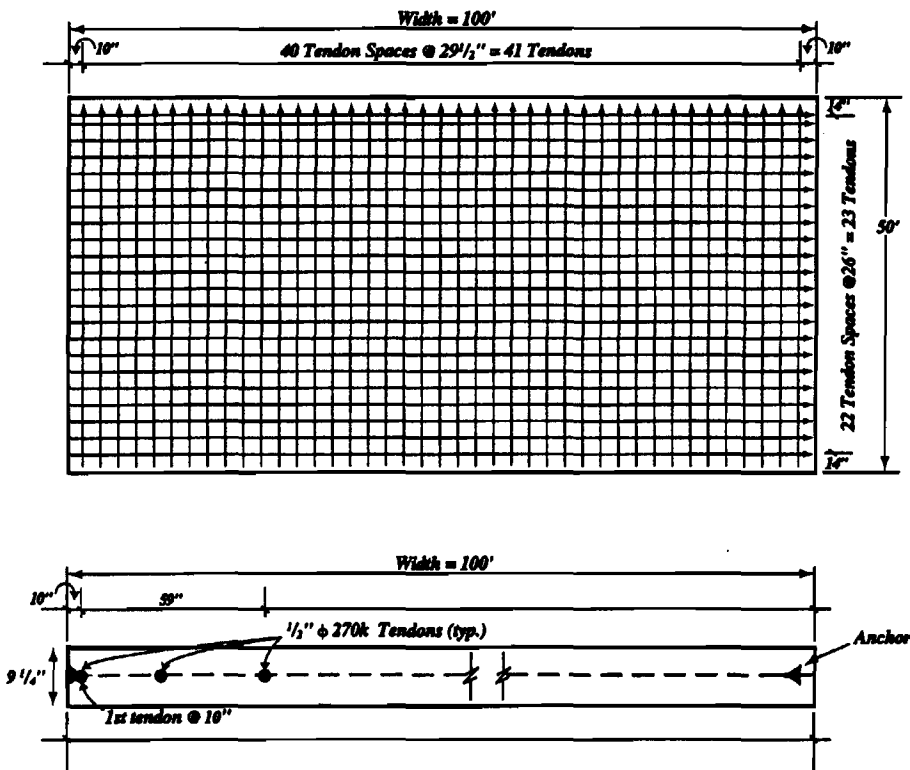 Width = 100'
10"
40 Tendon Spaces @ 29 1/2" = 41 Tendons
10"
22 Tendon Spaces @26" = 23 Tendons
50'
14"
Width = 100'
10"
59"
1/2" ϕ 270k Tendons (typ.)
Anchor
9 1/4"
1st tendon @ 10"